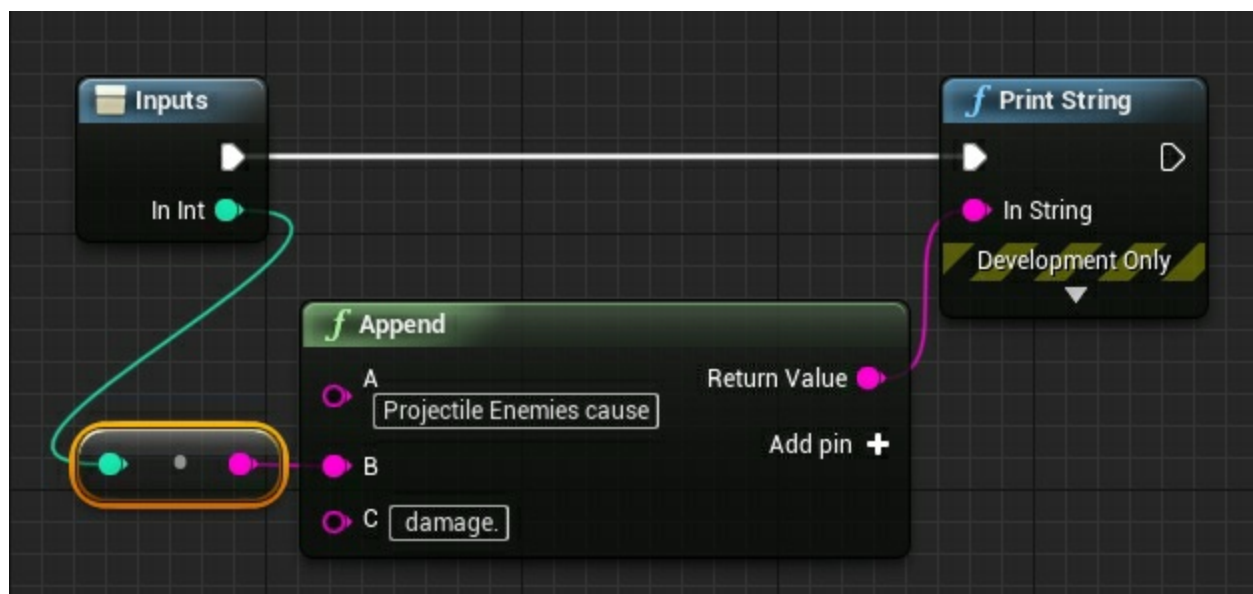 Inputs
In Int
Print String
In String
Development Only
f Append
A
Projectile Enemies cause
B
C damage.
Return Value
Add pin +